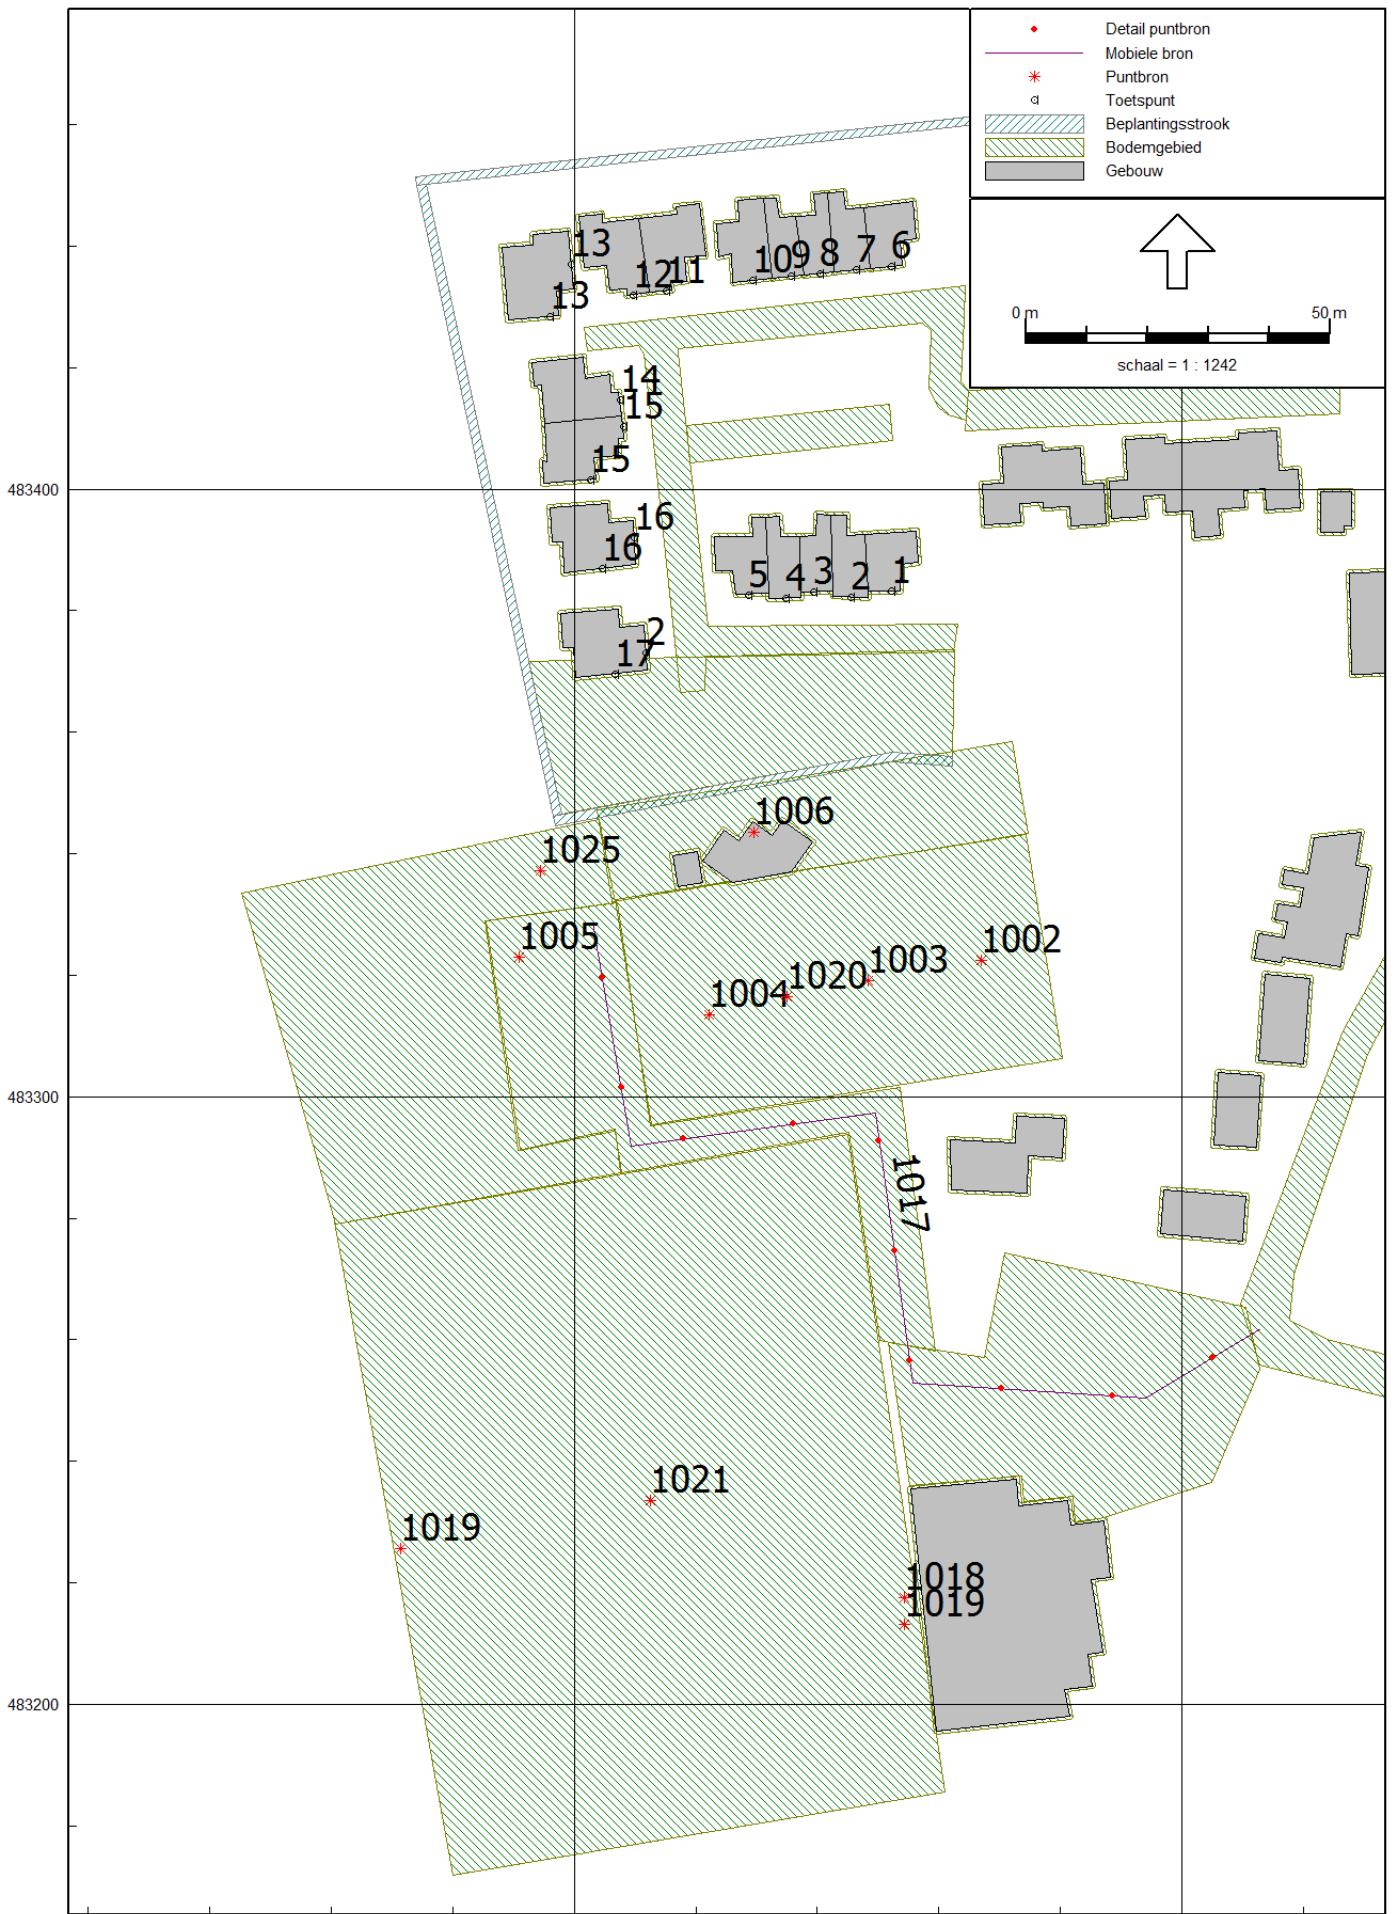 Detail puntbron
Mobiele bron
Puntbron
Toetspunt
Beplantingsstrook
Bodemgebied
Gebouw
0 m 50 m
schaal = 1 : 1242
13 12 11 10 9 8 7 6
13
14
15
15
16
16
5 4 3 2 1
2
17
483400
1006
1025
1005 1002
1004 1020 1003
483300
1017
1021
1019
1018
1019
483200